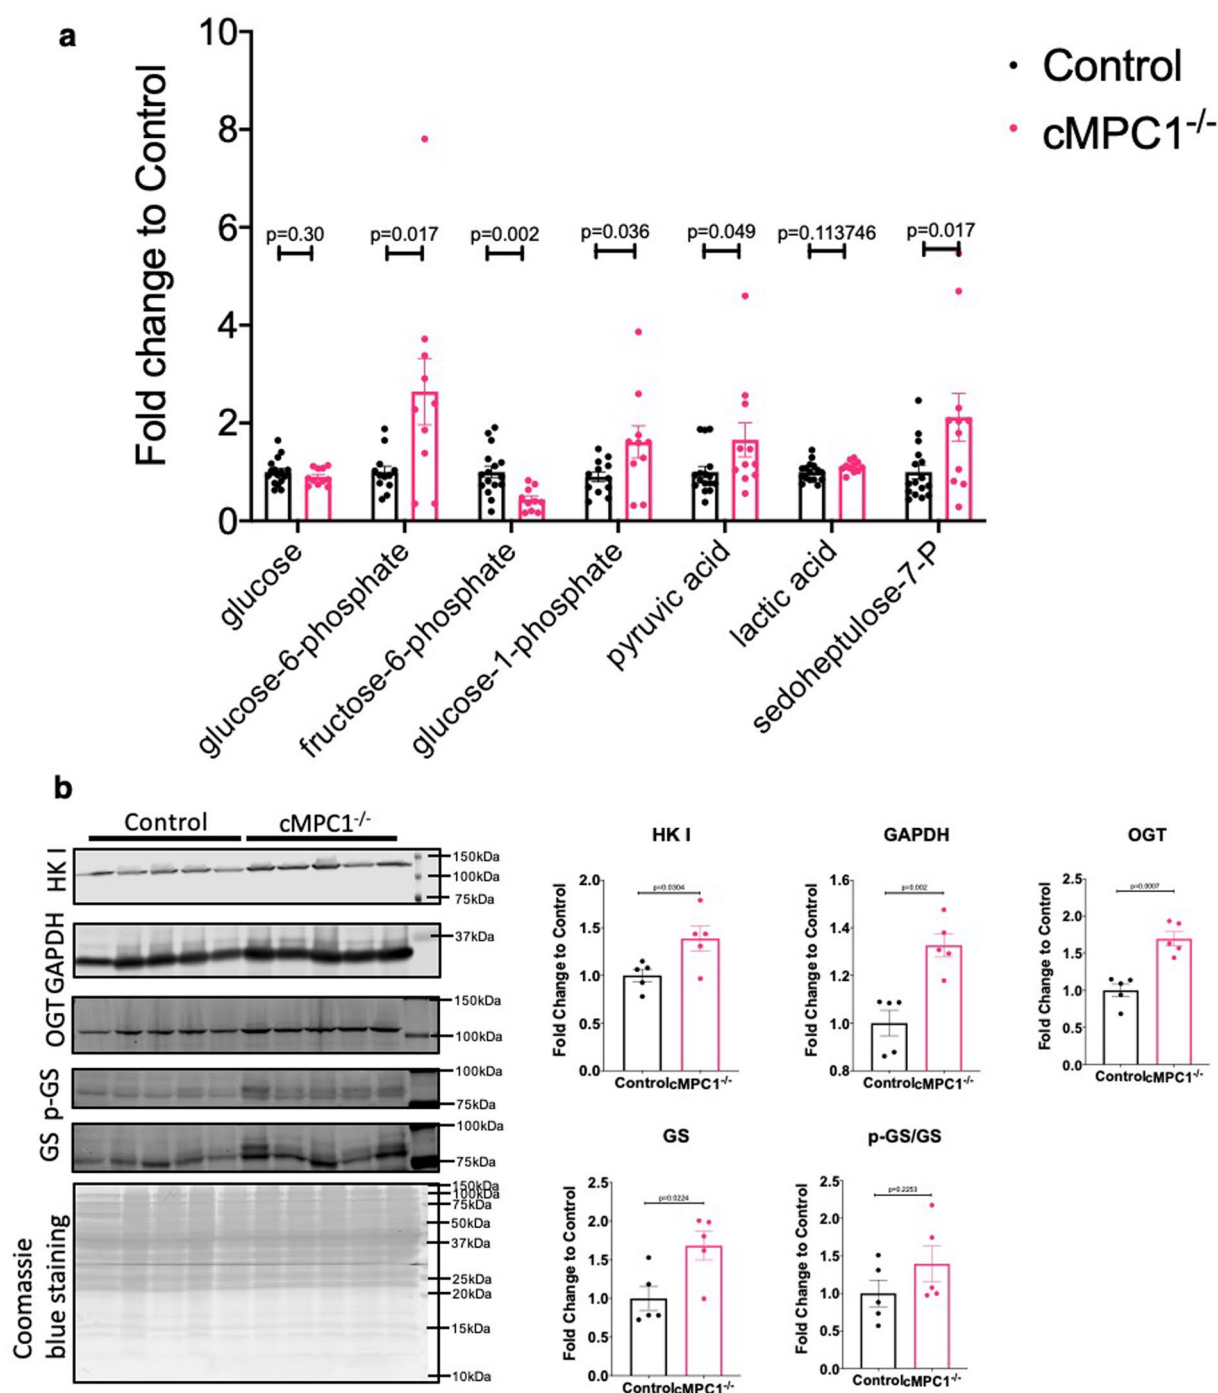 a
10
8
6
4
2
0
Fold change to Control
Control
cMPC1-/-
p=0.30
p=0.017
p=0.002
p=0.036
p=0.049
p=0.113746
p=0.017
glucose
glucose-6-phosphate
fructose-6-phosphate
glucose-1-phosphate
pyruvic acid
lactic acid
sedoheptulose-7-P
b
Control
cMPC1-/-
HK I
150kDa
100kDa
75kDa
GAPDH
37kDa
OGT
150kDa
100kDa
p-GS
100kDa
75kDa
GS
100kDa
75kDa
Coomassie
blue staining
150kDa
100kDa
75kDa
50kDa
37kDa
25kDa
20kDa
15kDa
10kDa
HK I
Fold Change to Control
2.0
1.5
1.0
0.5
0.0
p=0.0304
Control cMPC1-/-
GAPDH
Fold Change to Control
1.6
1.4
1.2
1.0
0.8
p=0.002
Control cMPC1-/-
OGT
Fold Change to Control
2.5
2.0
1.5
1.0
0.5
0.0
p=0.0007
Control cMPC1-/-
GS
Fold Change to Control
2.5
2.0
1.5
1.0
0.5
0.0
p=0.0224
Control cMPC1-/-
p-GS/GS
Fold Change to Control
2.5
2.0
1.5
1.0
0.5
0.0
p=0.2253
Control cMPC1-/-